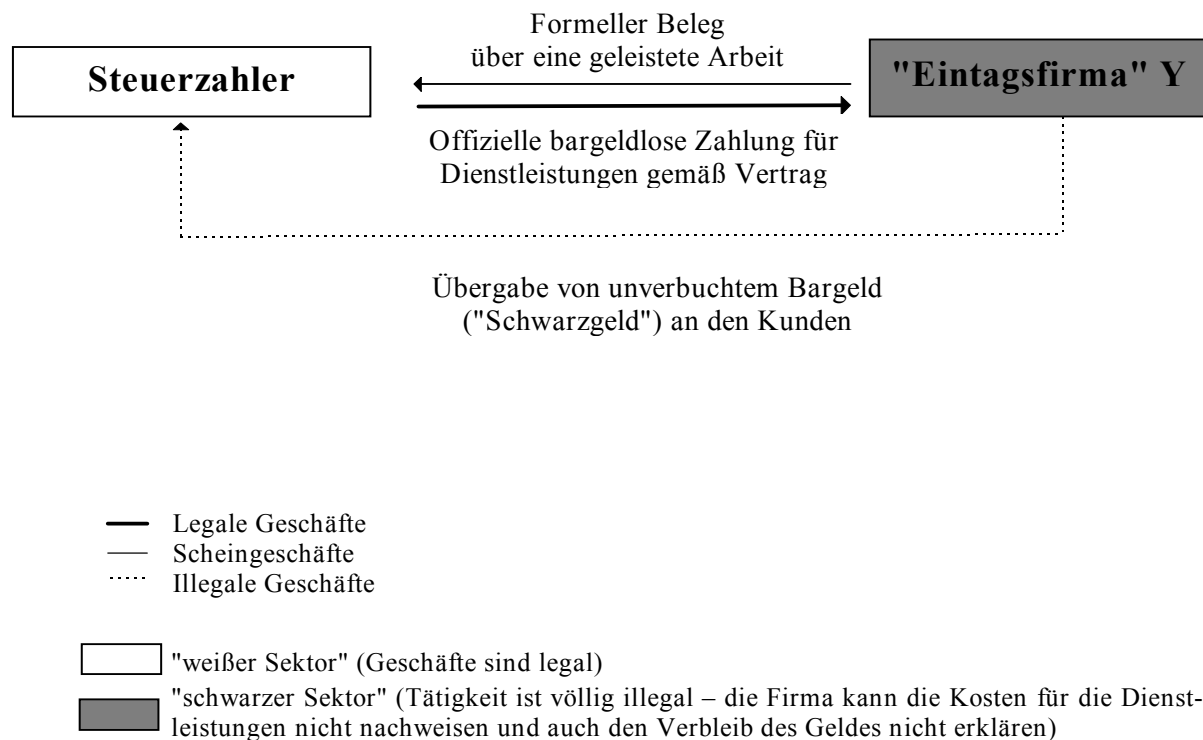 Formeller Beleg
über eine geleistete Arbeit
Steuerzahler
"Eintagsfirma" Y
Offizielle bargeldlose Zahlung für
Dienstleistungen gemäß Vertrag
Übergabe von unverbuchtem Bargeld
("Schwarzgeld") an den Kunden
Legale Geschäfte
Scheingeschäfte
Illegale Geschäfte
"weißer Sektor" (Geschäfte sind legal)
"schwarzer Sektor" (Tätigkeit ist völlig illegal – die Firma kann die Kosten für die Dienst-
leistungen nicht nachweisen und auch den Verbleib des Geldes nicht erklären)